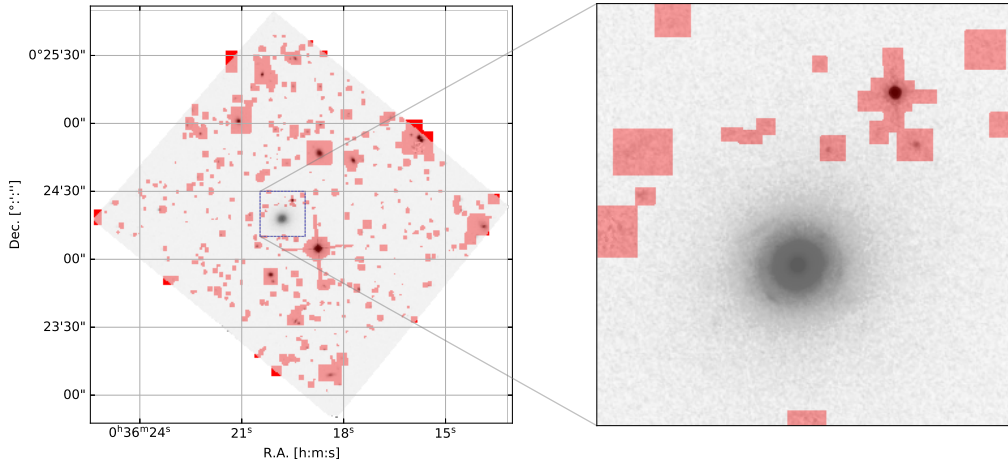 0°25'30"
00"
24'30"
00"
23'30"
00"
Dec. [°:':"]
0ʰ36ᵐ24ˢ 21ˢ 18ˢ 15ˢ
R.A. [h:m:s]